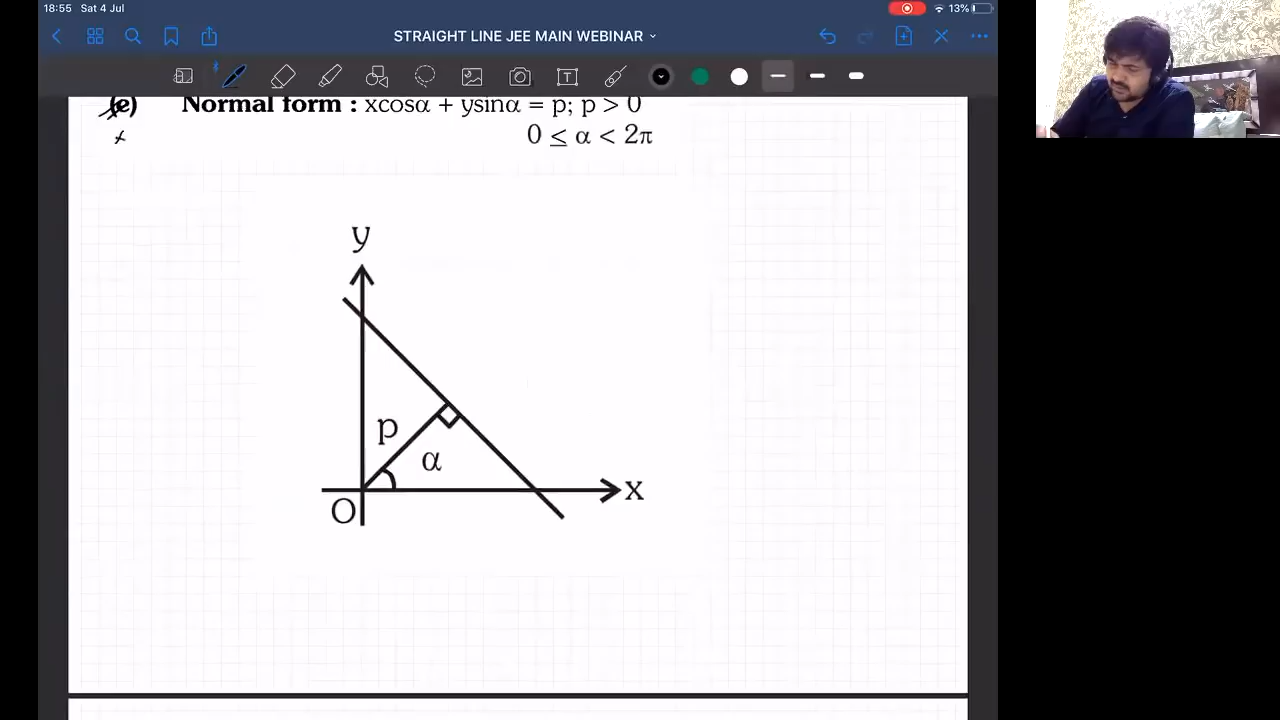 18:55 Sat 4 Jul
13%
STRAIGHT LINE JEE MAIN WEBINAR
T
(e) Normal form : xcosα + ysinα = p; p > 0
0 ≤ α < 2π
y
p
α
x
O